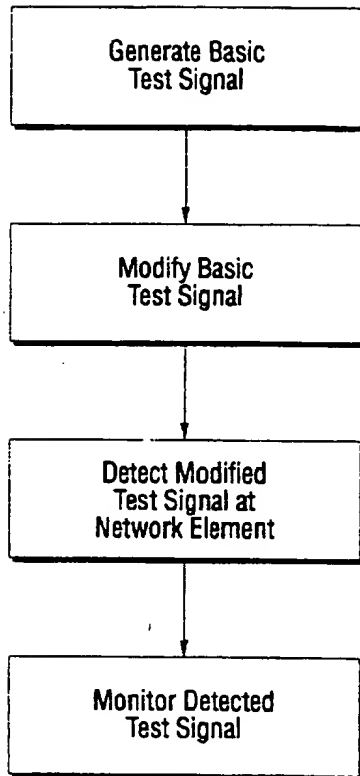 Generate Basic
Test Signal
Modify Basic
Test Signal
Detect Modified
Test Signal at
Network Element
Monitor Detected
Test Signal